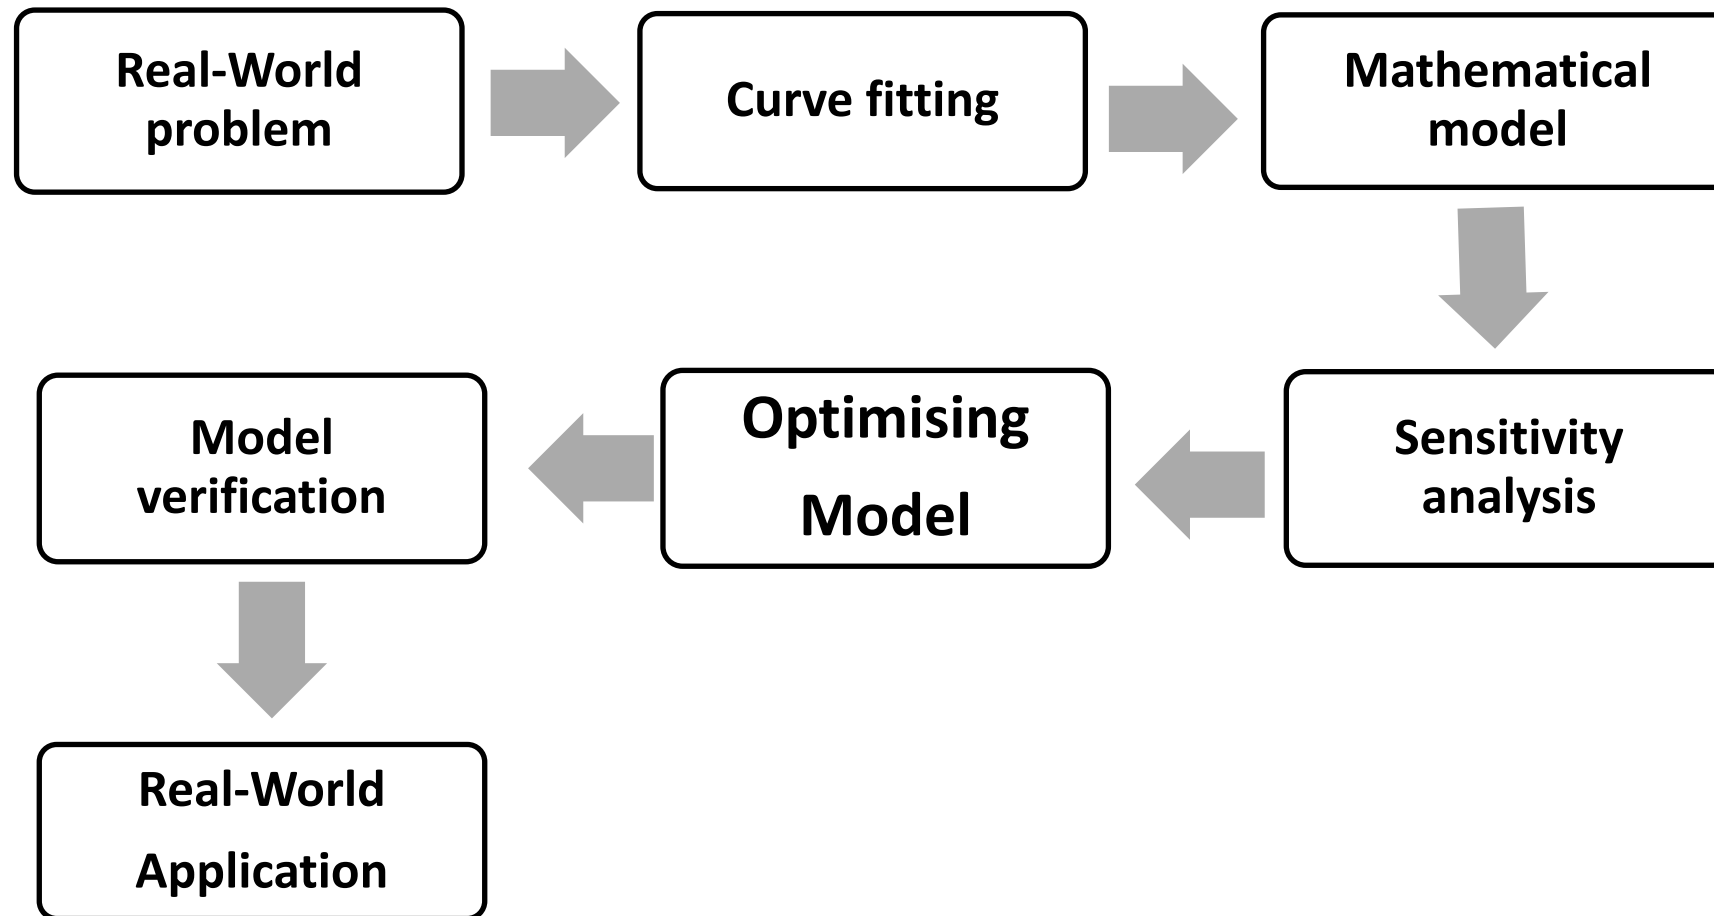 Real-World
problem
Curve fitting
Mathematical
model
Sensitivity
analysis
Optimising
Model
Model
verification
Real-World
Application